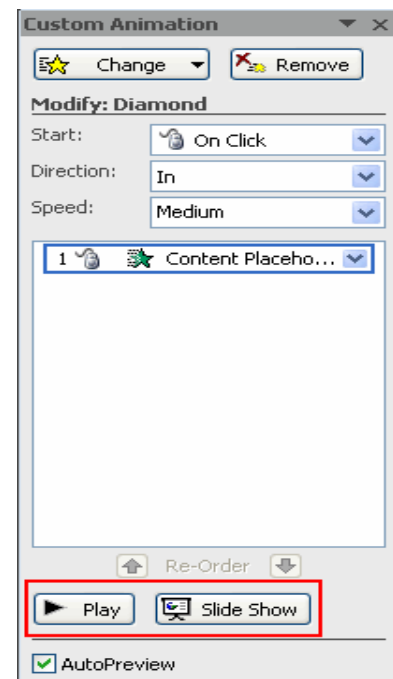 Custom Animation
Change Remove
Modify: Diamond
Start: On Click
Direction: In
Speed: Medium
1 Content Placeho...
Re-Order
Play Slide Show
AutoPreview